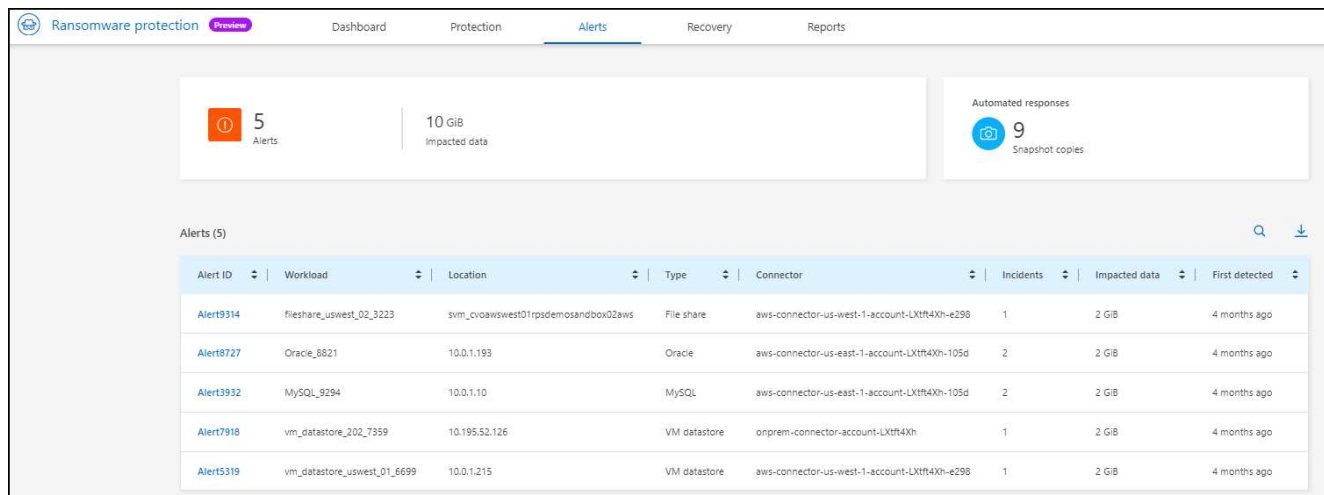 Ransomware protection Preview Dashboard Protection Alerts Recovery Reports
5
Alerts
10 GiB
Impacted data
Automated responses
9
Snapshot copies
Alerts (5)
Alert ID Workload Location Type Connector Incidents Impacted data First detected
Alert9314 fileshare_uswest_02_3223 svm_cvoawswest01rpsdemosandbox02aws File share aws-connector-us-west-1-account-LXtft4Xh-e298 1 2 GiB 4 months ago
Alert8727 Oracle_8821 10.0.1.193 Oracle aws-connector-us-east-1-account-LXtft4Xh-105d 2 2 GiB 4 months ago
Alert3932 MySQL_9294 10.0.1.10 MySQL aws-connector-us-east-1-account-LXtft4Xh-105d 2 2 GiB 4 months ago
Alert7918 vm_datastore_202_7359 10.195.52.126 VM datastore onprem-connector-account-LXtft4Xh 1 2 GiB 4 months ago
Alert5319 vm_datastore_uswest_01_6699 10.0.1.215 VM datastore aws-connector-us-west-1-account-LXtft4Xh-e298 1 2 GiB 4 months ago